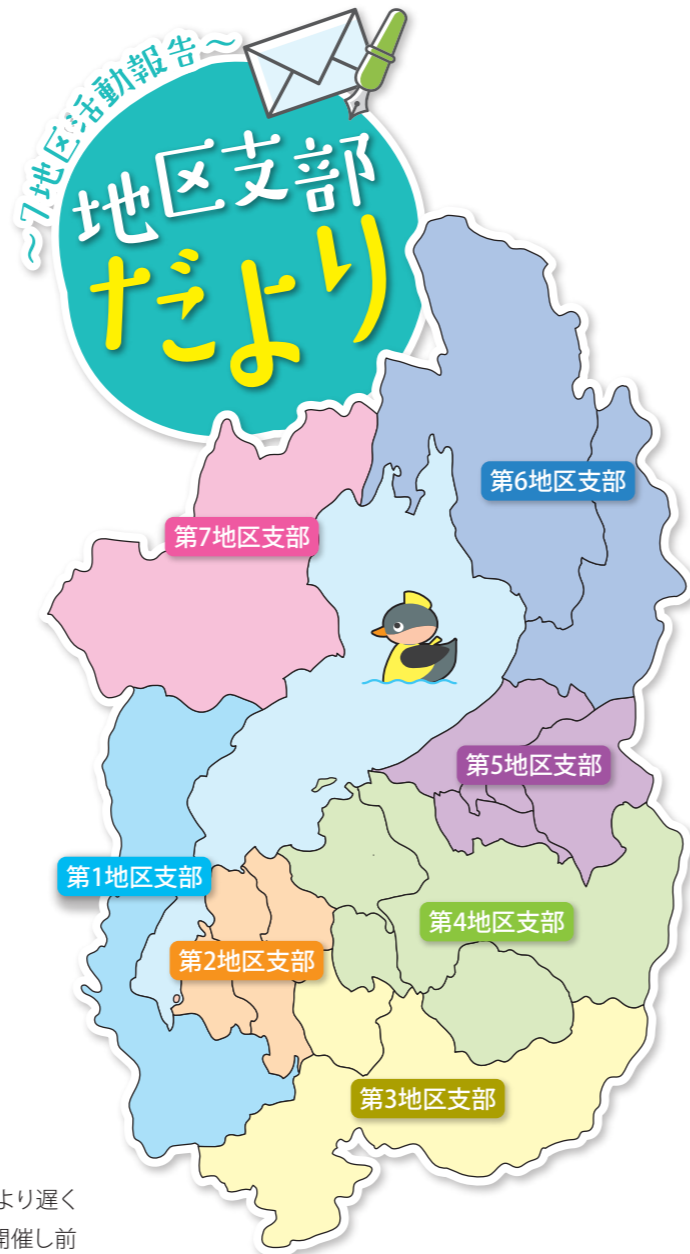 ～7地区活動報告～
地区支部
だより
第6地区支部
第7地区支部
第5地区支部
第1地区支部
第4地区支部
第2地区支部
第3地区支部
より遅く
開催し前